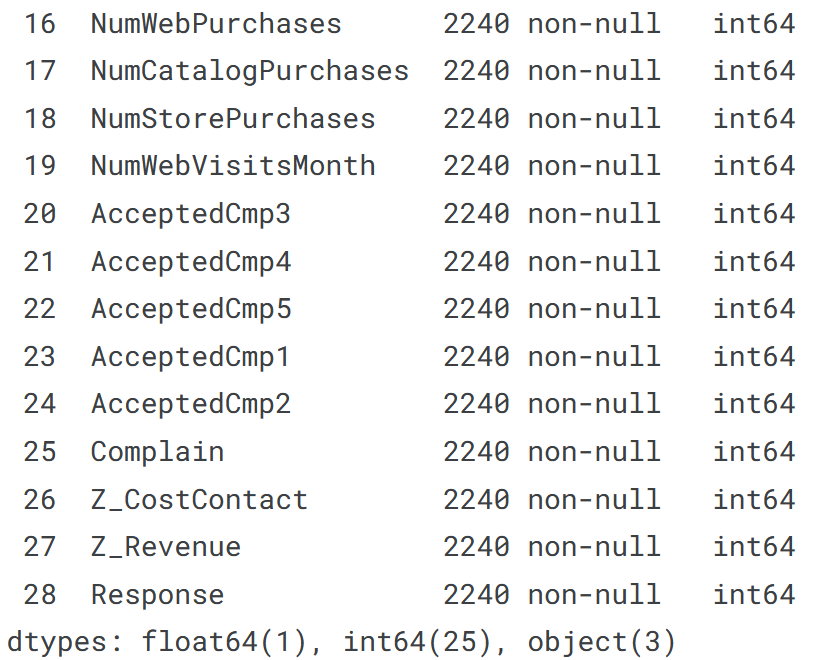 16  NumWebPurchases      2240 non-null   int64
17  NumCatalogPurchases  2240 non-null   int64
18  NumStorePurchases    2240 non-null   int64
19  NumWebVisitsMonth    2240 non-null   int64
20  AcceptedCmp3         2240 non-null   int64
21  AcceptedCmp4         2240 non-null   int64
22  AcceptedCmp5         2240 non-null   int64
23  AcceptedCmp1         2240 non-null   int64
24  AcceptedCmp2         2240 non-null   int64
25  Complain             2240 non-null   int64
26  Z_CostContact        2240 non-null   int64
27  Z_Revenue            2240 non-null   int64
28  Response             2240 non-null   int64
dtypes: float64(1), int64(25), object(3)